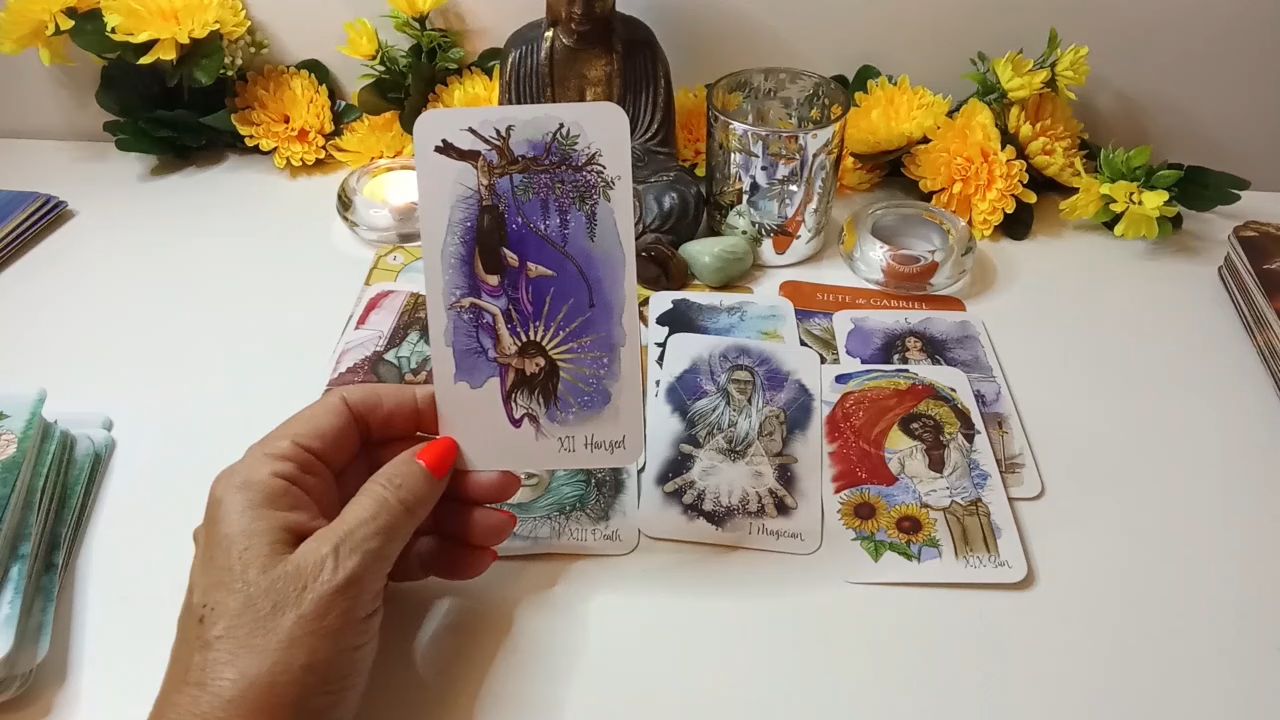 XII Hanged
SIETE de GABRIEL
XIII Death
I Magician
XIX Sun